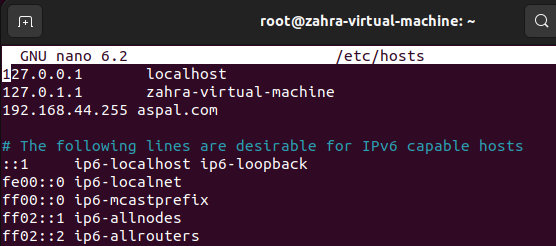 root@zahra-virtual-machine: ~
GNU nano 6.2 /etc/hosts
127.0.0.1 localhost
127.0.1.1 zahra-virtual-machine
192.168.44.255 aspal.com
# The following lines are desirable for IPv6 capable hosts
::1 ip6-localhost ip6-loopback
fe00::0 ip6-localnet
ff00::0 ip6-mcastprefix
ff02::1 ip6-allnodes
ff02::2 ip6-allrouters